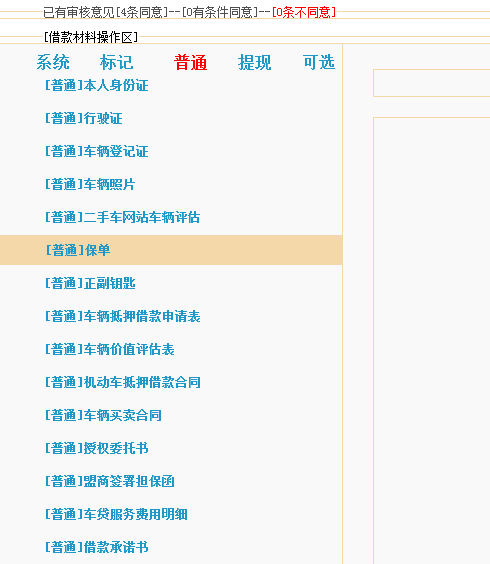 已有审核意见[4条同意]--[0有条件同意]--[0条不同意]
[借款材料操作区]
系统 标记 普通 提现 可选
[普通]本人身份证
[普通]行驶证
[普通]车辆登记证
[普通]车辆照片
[普通]二手车网站车辆评估
[普通]保单
[普通]正副钥匙
[普通]车辆抵押借款申请表
[普通]车辆价值评估表
[普通]机动车抵押借款合同
[普通]车辆买卖合同
[普通]授权委托书
[普通]盟商签署担保函
[普通]车贷服务费用明细
[普通]借款承诺书